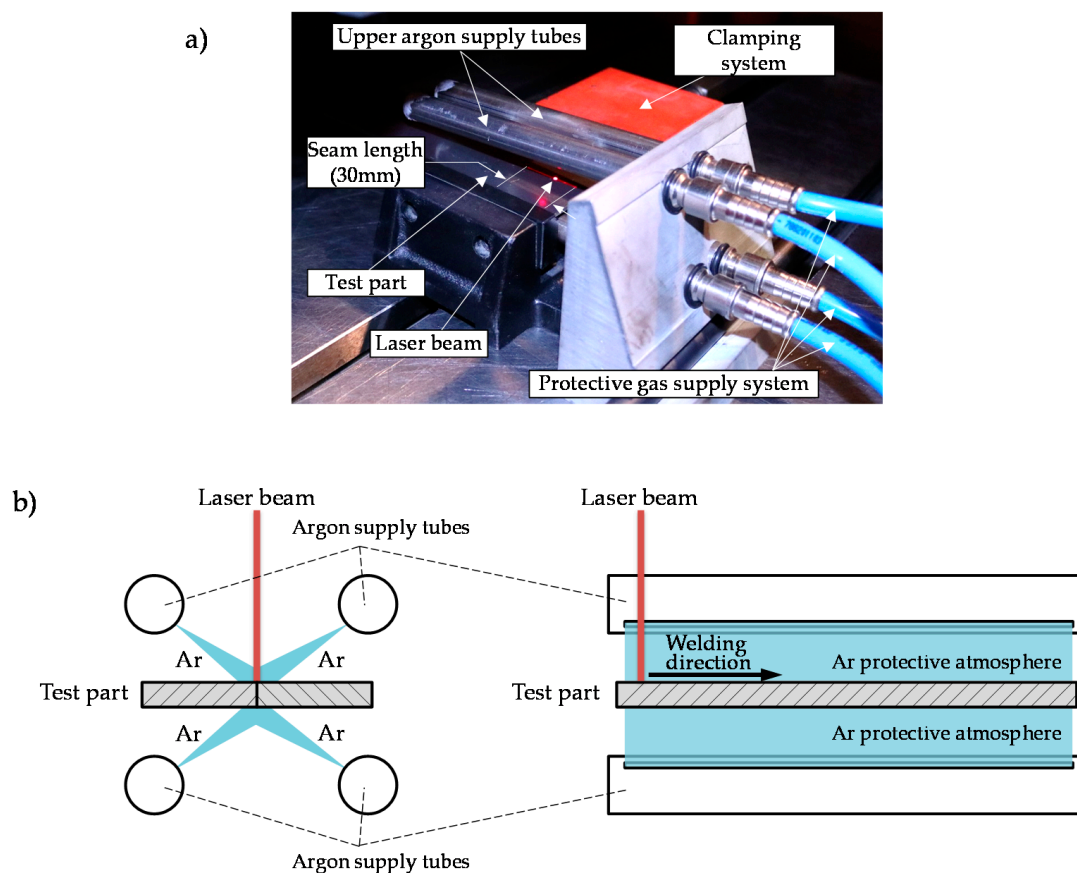 a)
Upper argon supply tubes
Clamping
system
Seam length
(30mm)
Test part
Laser beam
Protective gas supply system
b)
Laser beam
Laser beam
Argon supply tubes
Ar
Ar
Welding
direction
Ar protective atmosphere
Test part
Test part
Ar
Ar
Ar protective atmosphere
Argon supply tubes